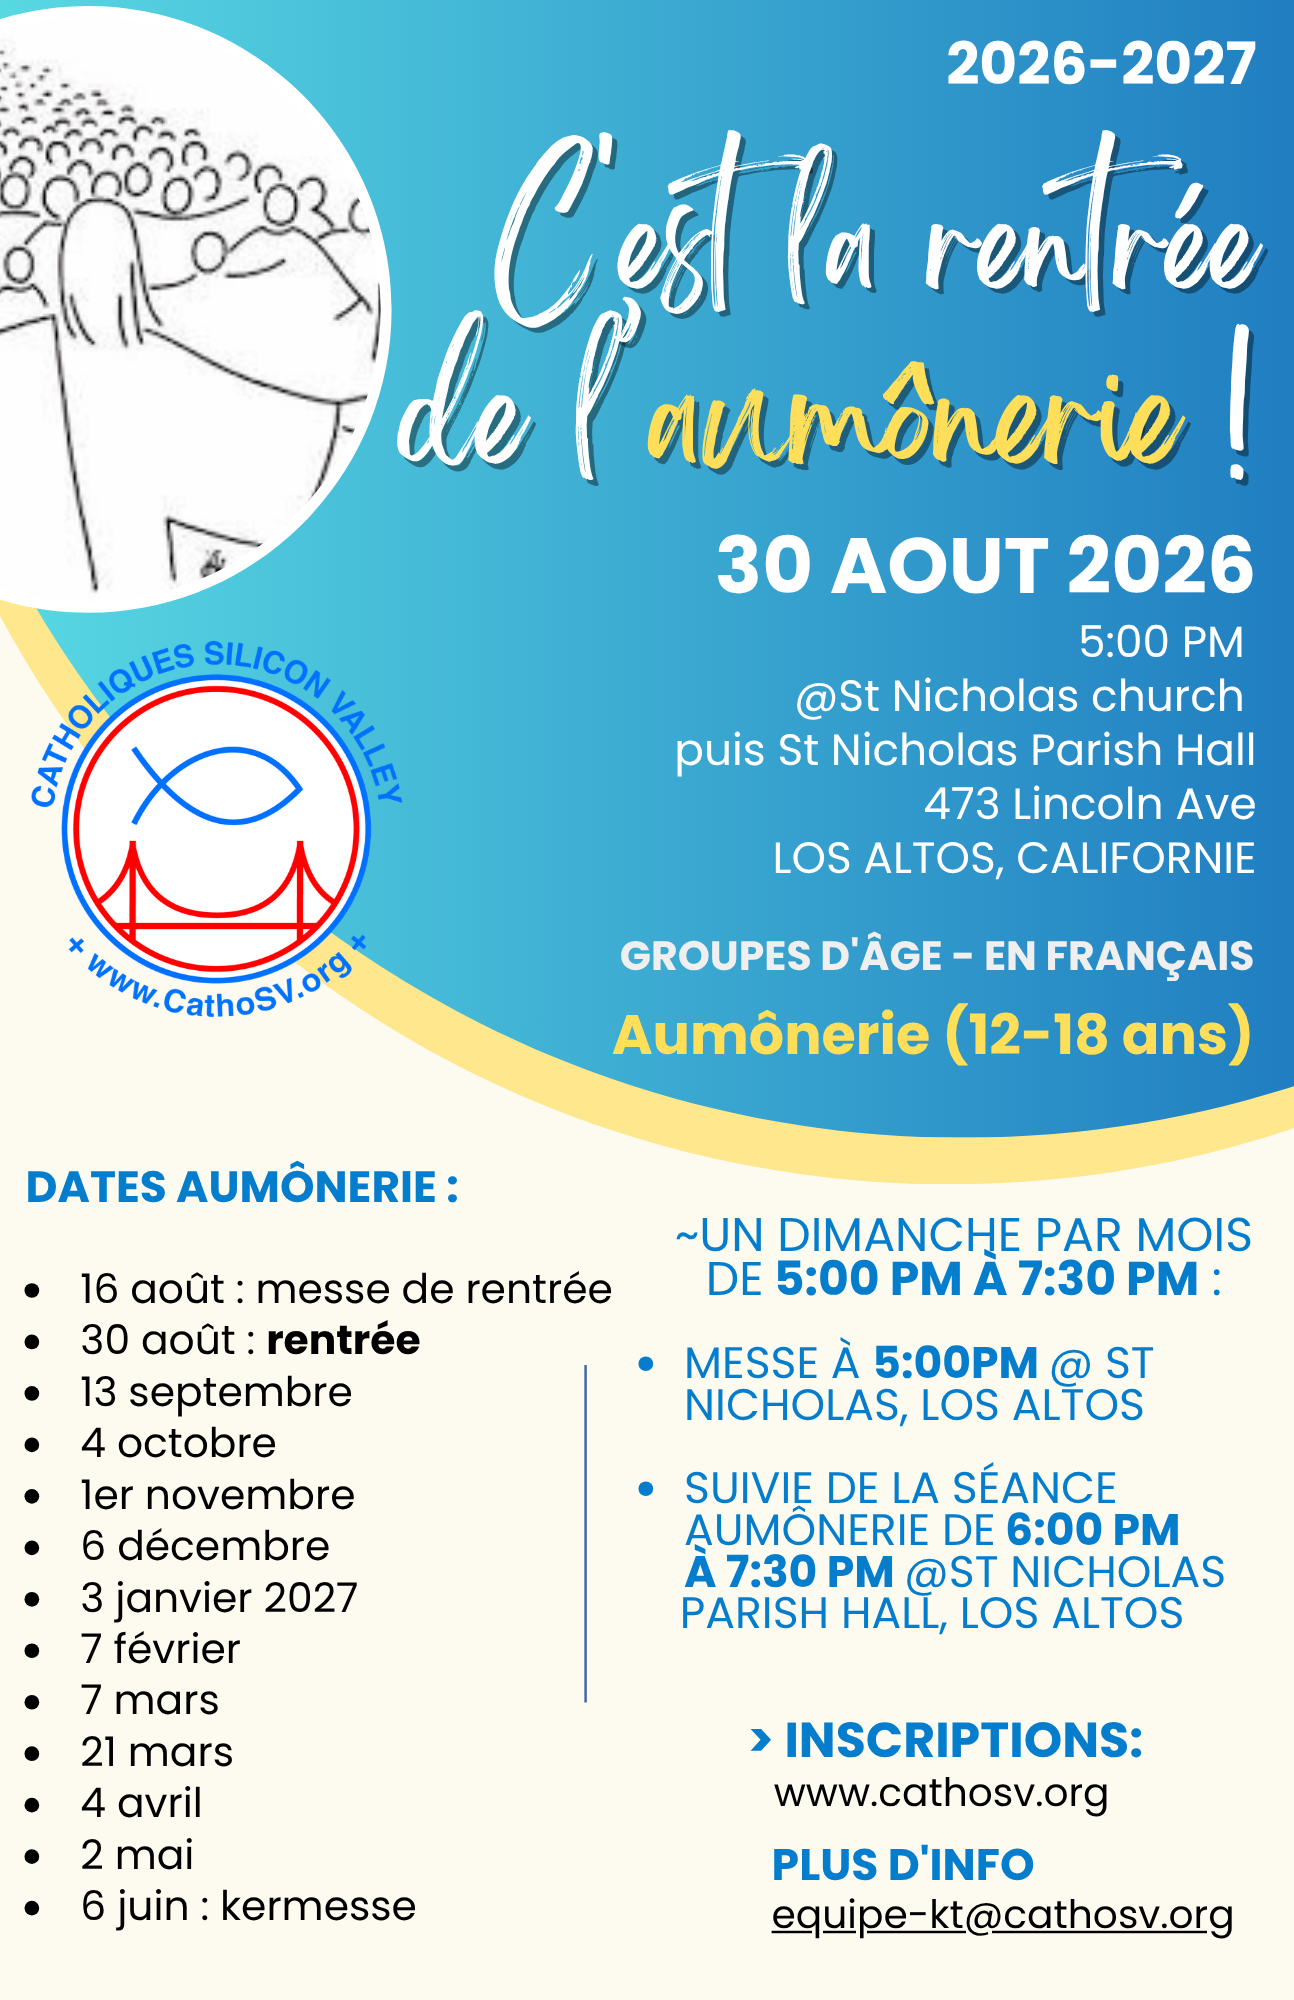 2026-2027
C'est la rentrée
de l'aumônerie !
30 AOUT 2026
5:00 PM
@St Nicholas church
puis St Nicholas Parish Hall
473 Lincoln Ave
LOS ALTOS, CALIFORNIE
CATHOLIQUES SILICON VALLEY
+ www.CathoSV.org +
GROUPES D'ÂGE - EN FRANÇAIS
Aumônerie (12-18 ans)
DATES AUMÔNERIE :
• 16 août : messe de rentrée
• 30 août : rentrée
• 13 septembre
• 4 octobre
• 1er novembre
• 6 décembre
• 3 janvier 2027
• 7 février
• 7 mars
• 21 mars
• 4 avril
• 2 mai
• 6 juin : kermesse
~UN DIMANCHE PAR MOIS
DE 5:00 PM À 7:30 PM :
• MESSE À 5:00PM @ ST
NICHOLAS, LOS ALTOS
• SUIVIE DE LA SÉANCE
AUMÔNERIE DE 6:00 PM
À 7:30 PM @ST NICHOLAS
PARISH HALL, LOS ALTOS
> INSCRIPTIONS:
www.cathosv.org
PLUS D'INFO
equipe-kt@cathosv.org